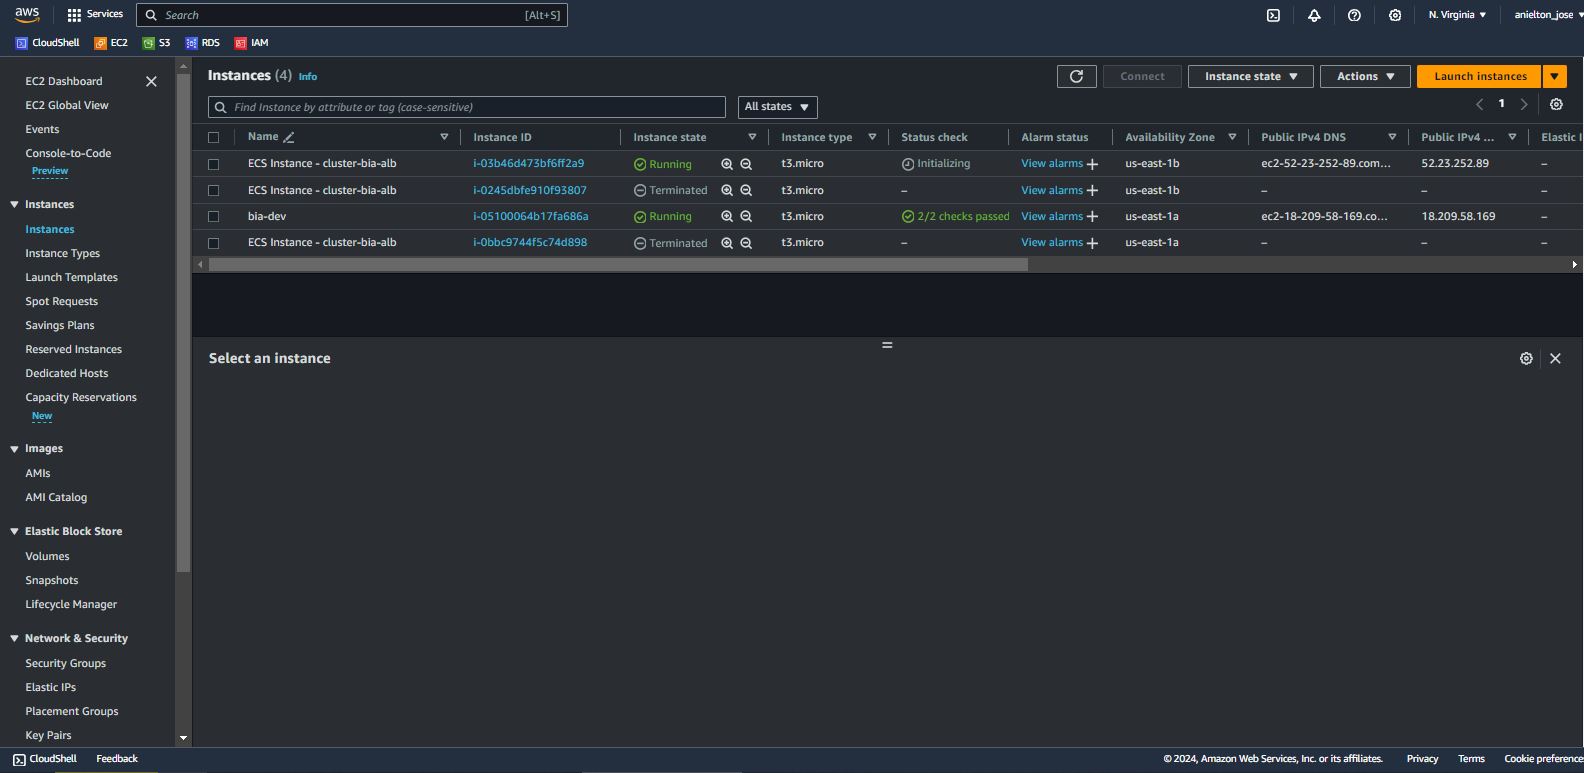 aws Services Search [Alt+S] N. Virginia anielton_jose
CloudShell EC2 S3 RDS IAM
EC2 Dashboard
EC2 Global View
Events
Console-to-Code
Preview
Instances
Instances
Instance Types
Launch Templates
Spot Requests
Savings Plans
Reserved Instances
Dedicated Hosts
Capacity Reservations
New
Images
AMIs
AMI Catalog
Elastic Block Store
Volumes
Snapshots
Lifecycle Manager
Network & Security
Security Groups
Elastic IPs
Placement Groups
Key Pairs
Instances (4) Info Connect Instance state Actions Launch instances
Find Instance by attribute or tag (case-sensitive) All states 1
Name Instance ID Instance state Instance type Status check Alarm status Availability Zone Public IPv4 DNS Public IPv4 ... Elastic I
ECS Instance - cluster-bia-alb i-03b46d473bf6ff2a9 Running t3.micro Initializing View alarms + us-east-1b ec2-52-23-252-89.com... 52.23.252.89 –
ECS Instance - cluster-bia-alb i-0245dbfe910f93807 Terminated t3.micro – View alarms + us-east-1b – – –
bia-dev i-05100064b17fa686a Running t3.micro 2/2 checks passed View alarms + us-east-1a ec2-18-209-58-169.co... 18.209.58.169 –
ECS Instance - cluster-bia-alb i-0bbc9744f5c74d898 Terminated t3.micro – View alarms + us-east-1a – – –
Select an instance
CloudShell Feedback © 2024, Amazon Web Services, Inc. or its affiliates. Privacy Terms Cookie preference